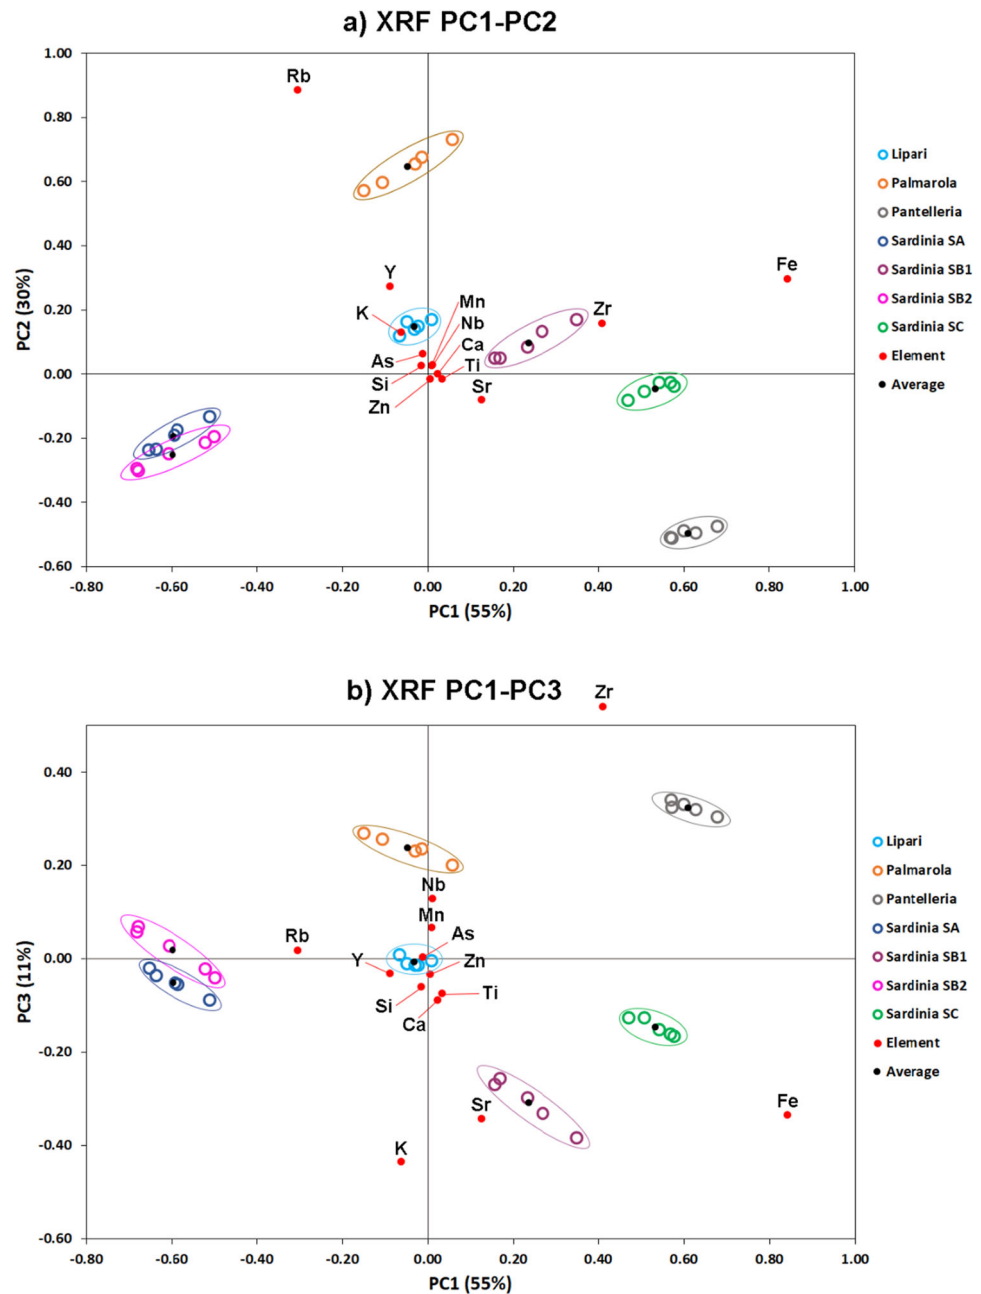 a) XRF PC1-PC2
1.00
Rb
0.80
Lipari
0.60
Palmarola
Pantelleria
0.40
Sardinia SA
PC2 (30%)
Y
Fe
Sardinia SB1
0.20
K
Mn
Zr
Sardinia SB2
Nb
Sardinia SC
As
Ca
0.00
Element
Si
Ti
Sr
Average
Zn
-0.20
-0.40
-0.60
-0.80 -0.60 -0.40 -0.20 0.00 0.20 0.40 0.60 0.80 1.00
PC1 (55%)
b) XRF PC1-PC3
Zr
0.40
Lipari
0.20
Palmarola
Nb
Pantelleria
Mn
Sardinia SA
Rb
As
0.00
Y
Zn
Sardinia SB1
PC3 (11%)
Si
Ti
Sardinia SB2
Ca
Sardinia SC
-0.20
Element
Sr
Fe
Average
-0.40
K
-0.60
-0.80 -0.60 -0.40 -0.20 0.00 0.20 0.40 0.60 0.80 1.00
PC1 (55%)